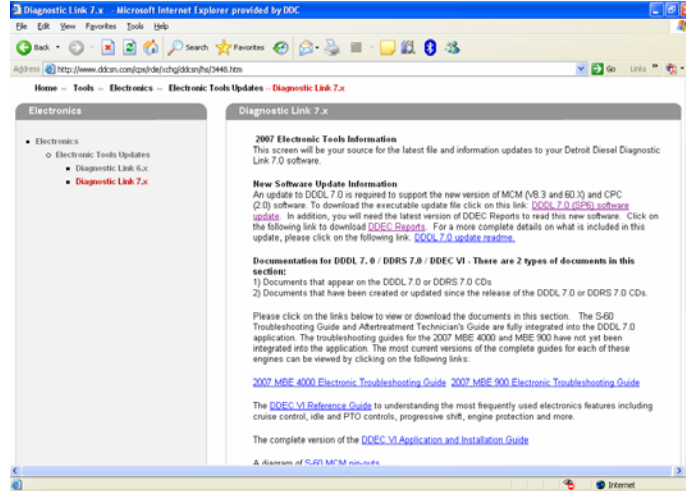 Diagnostic Link 7.x - Microsoft Internet Explorer provided by DDC
File Edit View Favorites Tools Help
Back Search Favorites
Address http://www.ddcsn.com/cps/rde/xchg/ddcsn/hs/3448.htm Go Links »
Home -- Tools -- Electronics -- Electronic Tools Updates -- Diagnostic Link 7.x
Electronics
Electronics
Electronic Tools Updates
Diagnostic Link 6.x
Diagnostic Link 7.x
Diagnostic Link 7.x
2007 Electronic Tools Information
This screen will be your source for the latest file and information updates to your Detroit Diesel Diagnostic
Link 7.0 software.
New Software Update Information
An update to DDDL 7.0 is required to support the new version of MCM (V8.3 and 60.X) and CPC
(2.0) software. To download the executable update file click on this link: DDDL 7.0 (SP6) software
update. In addition, you will need the latest version of DDEC Reports to read this new software. Click on
the following link to download DDEC Reports. For a more complete details on what is included in this
update, please click on the following link. DDDL 7.0 update readme.
Documentation for DDDL 7. 0 / DDRS 7.0 / DDEC VI - There are 2 types of documents in this
section:
1) Documents that appear on the DDDL 7.0 or DDRS 7.0 CDs
2) Documents that have been created or updated since the release of the DDDL 7.0 or DDRS 7.0 CDs.
Please click on the links below to view or download the documents in this section. The S-60
Troubleshooting Guide and Aftertreatment Technician's Guide are fully integrated into the DDDL 7.0
application. The troubleshooting guides for the 2007 MBE 4000 and MBE 900 have not yet been
integrated into the application. The most current versions of the complete guides for each of these
engines can be viewed by clicking on the following links:
2007 MBE 4000 Electronic Troubleshooting Guide 2007 MBE 900 Electronic Troubleshooting Guide
The DDEC VI Reference Guide to understanding the most frequently used electronics features including
cruise control, idle and PTO controls, progressive shift, engine protection and more.
The complete version of the DDEC VI Application and Installation Guide
A diagram of S-60 MCM pin-outs
Internet